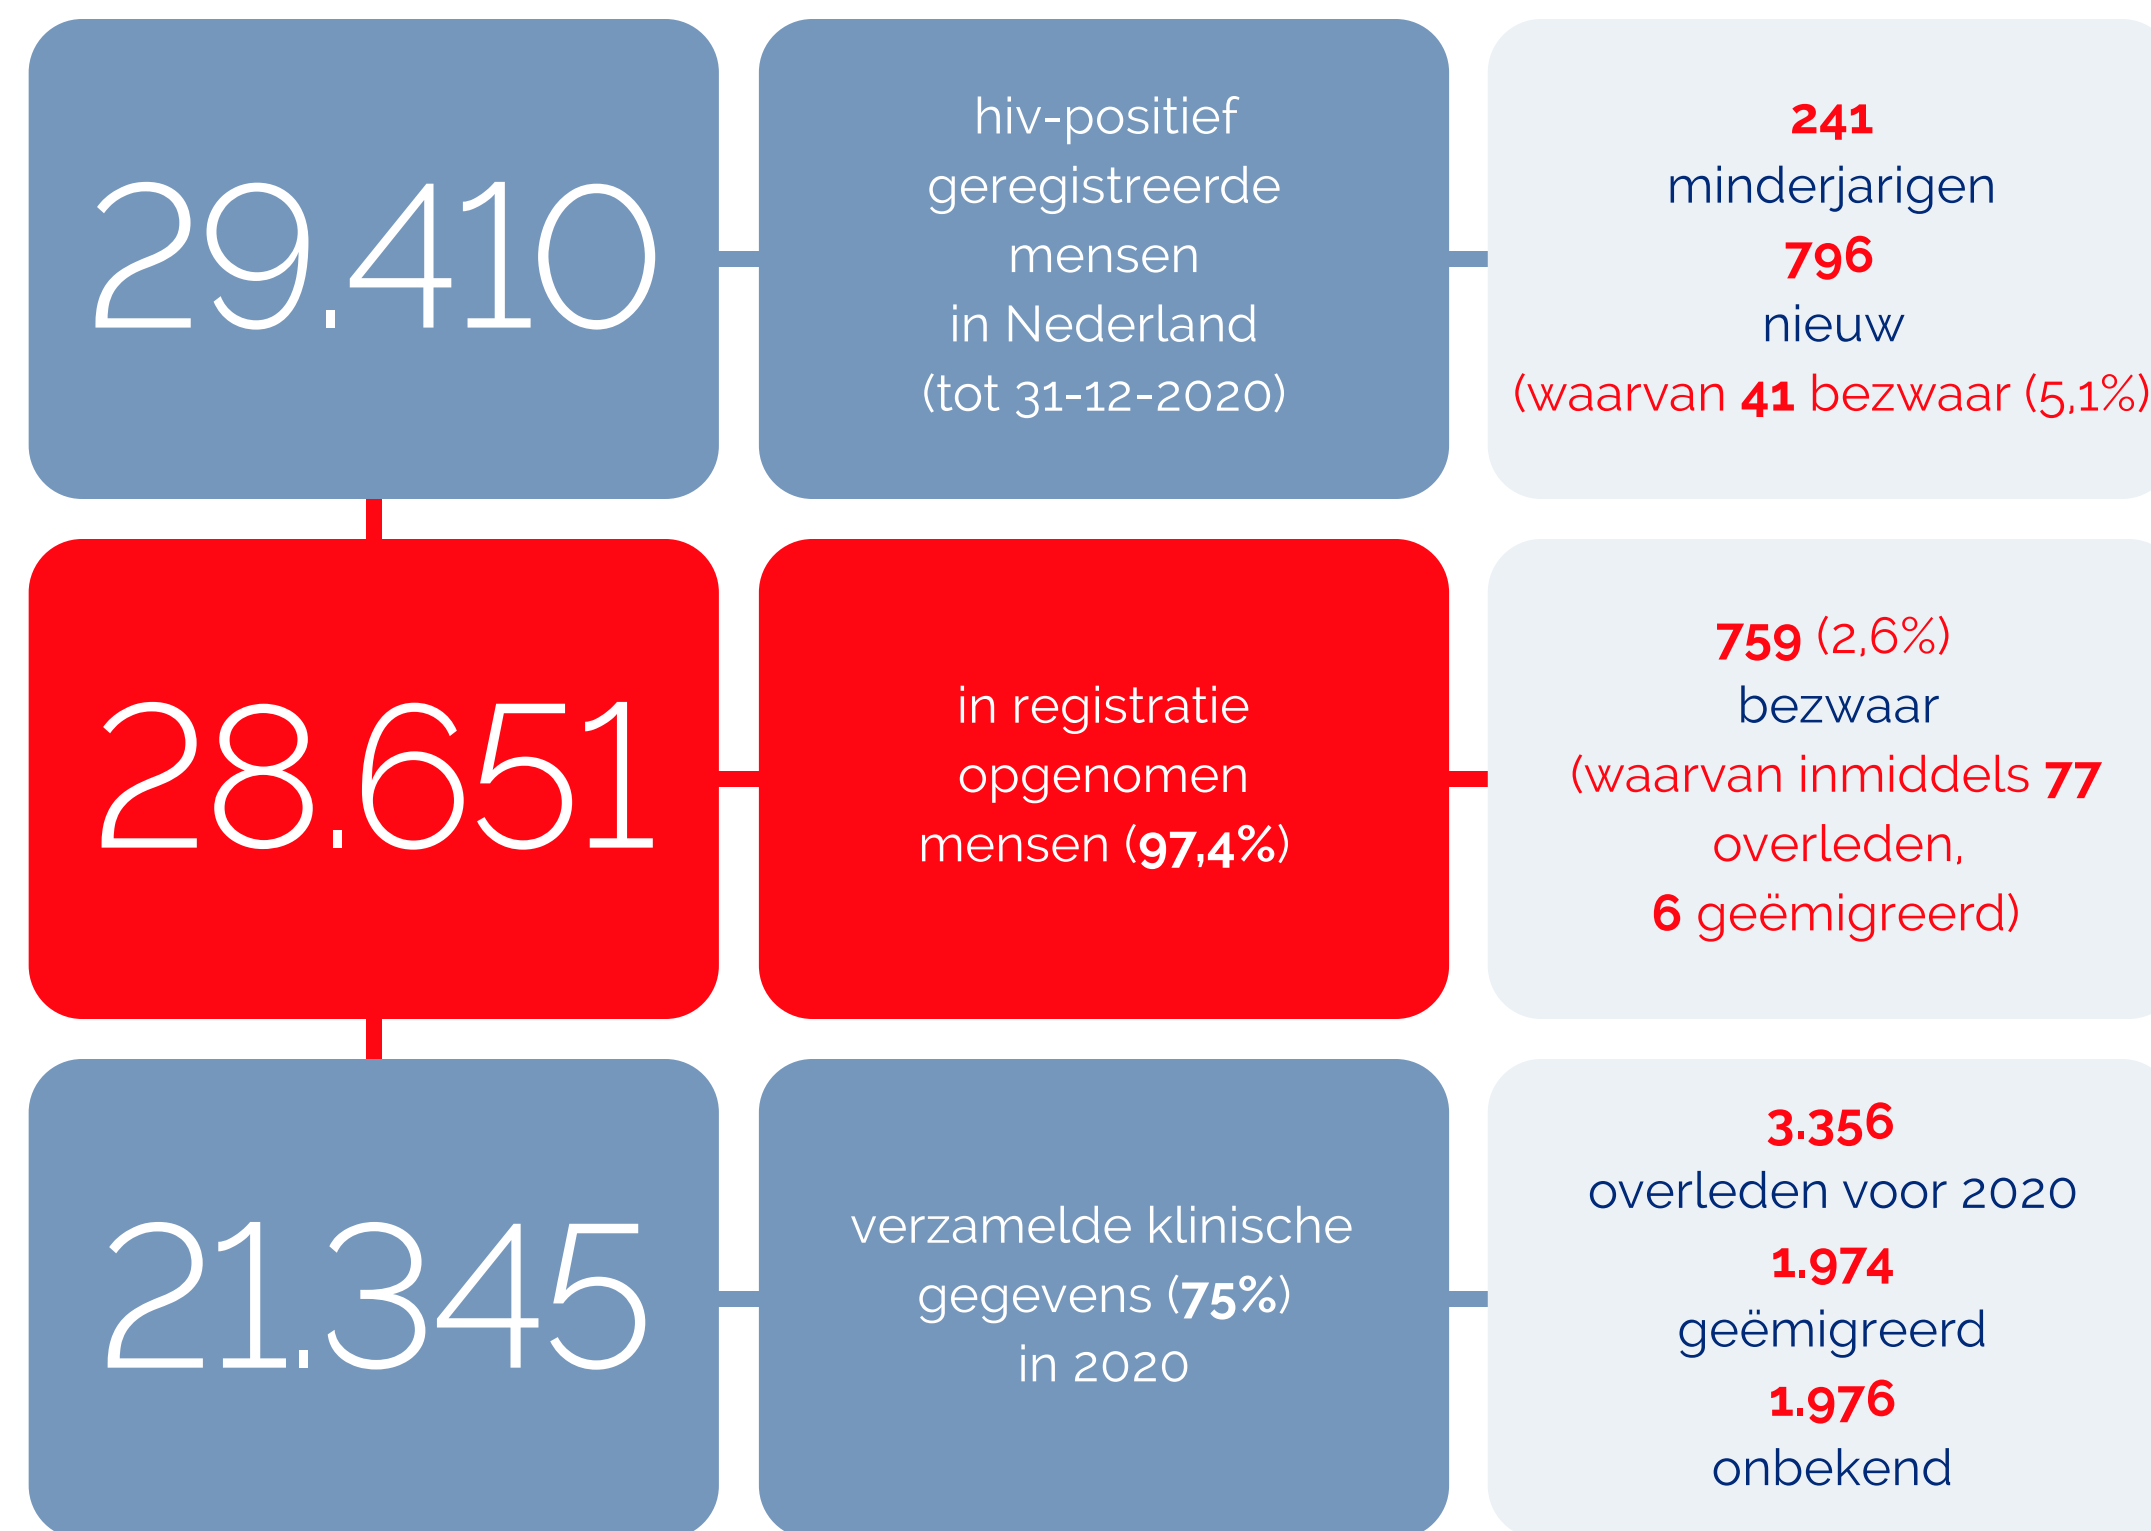 29.410
hiv-positief
geregistreerde
mensen
in Nederland
(tot 31-12-2020)
241
minderjarigen
796
nieuw
(waarvan 41 bezwaar (5,1%)
28.651
in registratie
opgenomen
mensen (97,4%)
759 (2,6%)
bezwaar
(waarvan inmiddels 77
overleden,
6 geëmigreerd)
21.345
verzamelde klinische
gegevens (75%)
in 2020
3.356
overleden voor 2020
1.974
geëmigreerd
1.976
onbekend